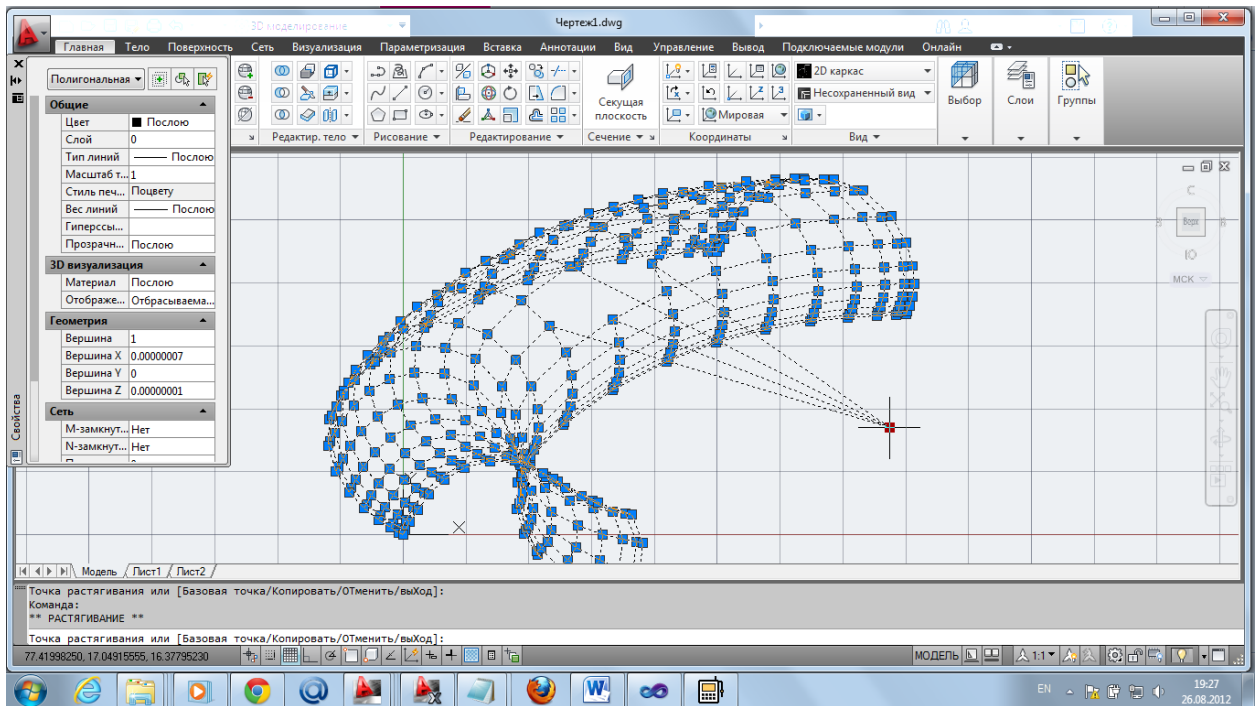 3D моделирование
Чертеж1.dwg
Главная Тело Поверхность Сеть Визуализация Параметризация Вставка Аннотации Вид Управление Вывод Подключаемые модули Онлайн
Полигональная
Секущая
плоскость
Мировая
2D каркас
Несохраненный вид
Выбор
Слои
Группы
Редактир. тело
Рисование
Редактирование
Сечение
Координаты
Вид
Общие
Цвет Послою
Слой 0
Тип линий Послою
Масштаб т... 1
Стиль печ... Поцвету
Вес линий Послою
Гиперссы...
Прозрачн... Послою
3D визуализация
Материал Послою
Отображе... Отбрасываема...
Геометрия
Вершина 1
Вершина X 0.00000007
Вершина Y 0
Вершина Z 0.00000001
Сеть
М-замкнут... Нет
N-замкнут... Нет
Свойства
С
Верх
В
Ю
МСК
Модель Лист1 Лист2
Точка растягивания или [Базовая точка/Копировать/ОТменить/выХод]:
Команда:
** РАСТЯГИВАНИЕ **
Точка растягивания или [Базовая точка/Копировать/ОТменить/выХод]:
77.41998250, 17.04915555, 16.37795230
МОДЕЛЬ
1:1
EN
19:27
26.08.2012